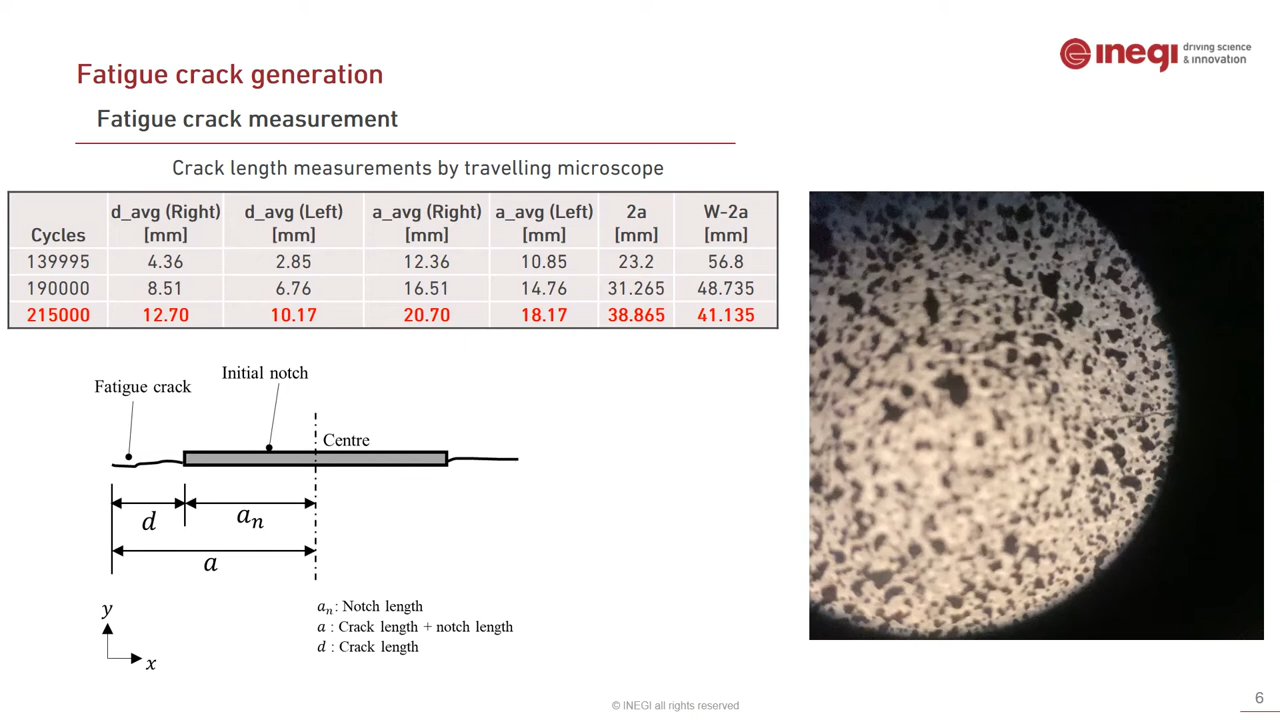 inegi driving science
& innovation
Fatigue crack generation
Fatigue crack measurement
Crack length measurements by travelling microscope
Cycles d_avg (Right) [mm] d_avg (Left) [mm] a_avg (Right) [mm] a_avg (Left) [mm] 2a [mm] W-2a [mm]
139995 4.36 2.85 12.36 10.85 23.2 56.8
190000 8.51 6.76 16.51 14.76 31.265 48.735
215000 12.70 10.17 20.70 18.17 38.865 41.135
Initial notch
Fatigue crack
Centre
d
aₙ
a
y
x
aₙ: Notch length
a : Crack length + notch length
d : Crack length
© INEGI all rights reserved
6